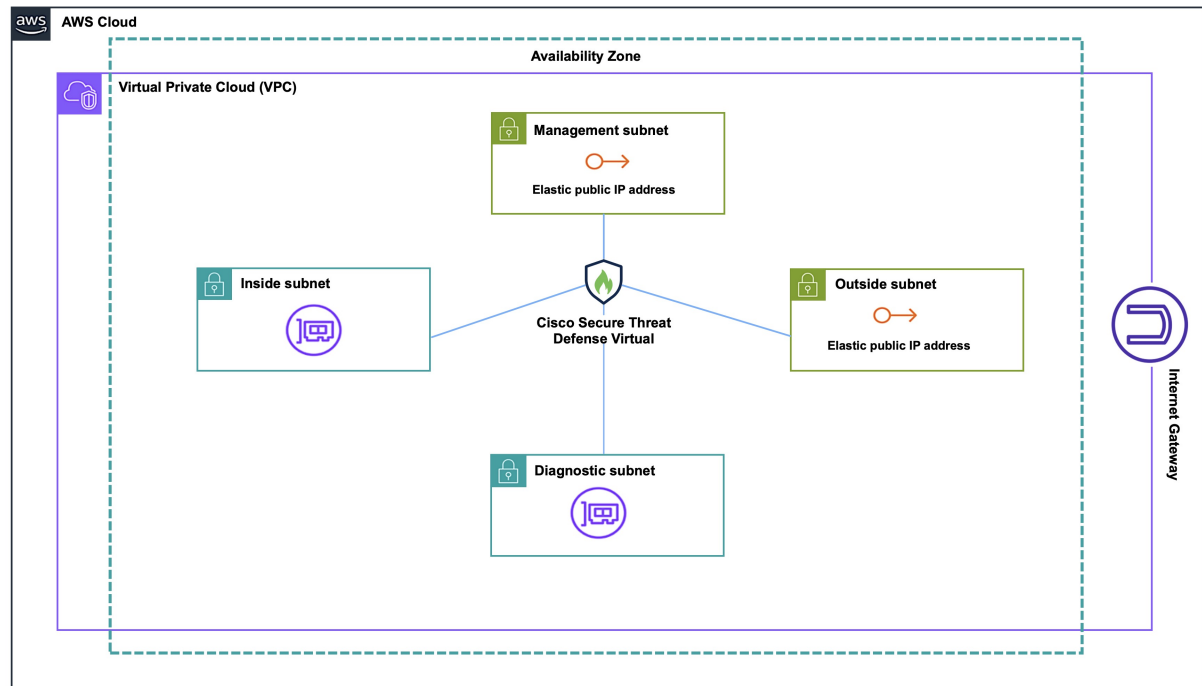 aws
AWS Cloud
Availability Zone
Virtual Private Cloud (VPC)
Management subnet
Elastic public IP address
Inside subnet
Cisco Secure Threat
Defense Virtual
Outside subnet
Elastic public IP address
Internet Gateway
Diagnostic subnet